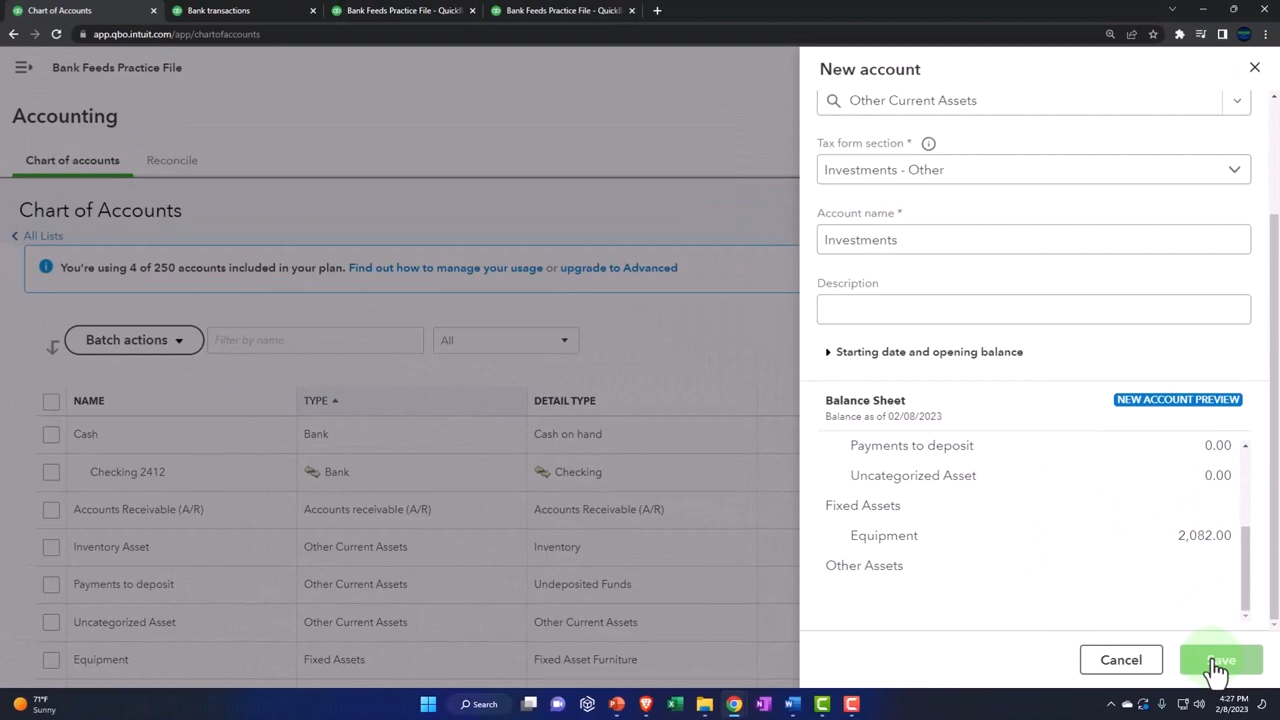 Chart of Accounts
Bank transactions
Bank Feeds Practice File - QuickB
Bank Feeds Practice File - QuickB
app.qbo.intuit.com/app/chartofaccounts
Bank Feeds Practice File
Accounting
Chart of accounts Reconcile
Chart of Accounts
All Lists
You're using 4 of 250 accounts included in your plan. Find out how to manage your usage or upgrade to Advanced
Batch actions Filter by name All
NAME TYPE DETAIL TYPE
Cash Bank Cash on hand
Checking 2412 Bank Checking
Accounts Receivable (A/R) Accounts receivable (A/R) Accounts Receivable (A/R)
Inventory Asset Other Current Assets Inventory
Payments to deposit Other Current Assets Undeposited Funds
Uncategorized Asset Other Current Assets Other Current Assets
Equipment Fixed Assets Fixed Asset Furniture
New account
Other Current Assets
Tax form section *
Investments - Other
Account name *
Investments
Description
Starting date and opening balance
Balance Sheet NEW ACCOUNT PREVIEW
Balance as of 02/08/2023
Payments to deposit 0.00
Uncategorized Asset 0.00
Fixed Assets
Equipment 2,082.00
Other Assets
Cancel Save
71°F
Sunny
Search
4:27 PM
2/8/2023